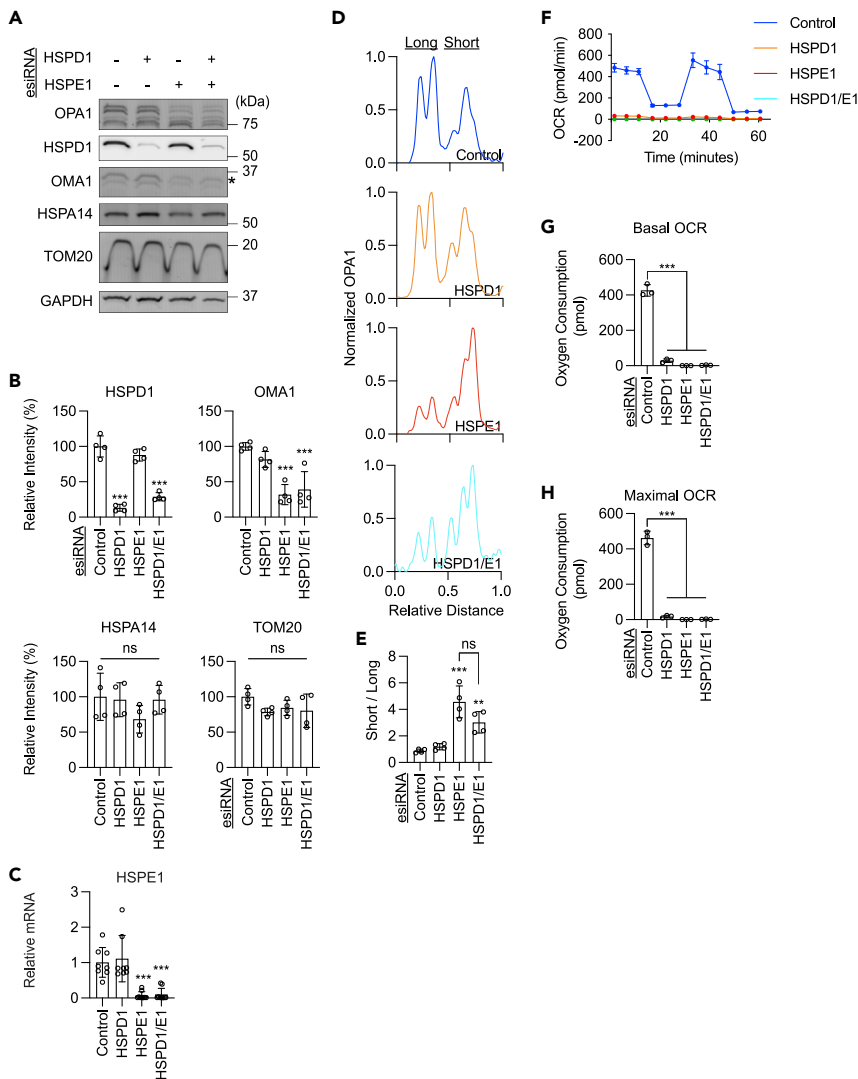 A
esiRNA
HSPD1 - + - +
HSPE1 - - + +
(kDa)
OPA1
75
HSPD1
50
OMA1
37
*
HSPA14
50
TOM20
20
GAPDH
37
B
HSPD1
Relative Intensity (%)
150
100
50
0
***
***
esiRNA
Control
HSPD1
HSPE1
HSPD1/E1
OMA1
150
100
50
0
***
***
Control
HSPD1
HSPE1
HSPD1/E1
HSPA14
Relative Intensity (%)
150
100
50
0
ns
Control
HSPD1
HSPE1
HSPD1/E1
TOM20
150
100
50
0
ns
esiRNA
Control
HSPD1
HSPE1
HSPD1/E1
C
HSPE1
Relative mRNA
3
2
1
0
***
***
Control
HSPD1
HSPE1
HSPD1/E1
D
Long Short
Normalized OPA1
1.0
0.5
0.0
Control
1.0
0.5
0.0
HSPD1
1.0
0.5
0.0
HSPE1
1.0
0.5
0.0
HSPD1/E1
0.0 0.5 1.0
Relative Distance
E
Short / Long
8
6
4
2
0
ns
***
**
esiRNA
Control
HSPD1
HSPE1
HSPD1/E1
F
OCR (pmol/min)
800
600
400
200
0
200
0 20 40 60
Time (minutes)
Control
HSPD1
HSPE1
HSPD1/E1
G
Basal OCR
Oxygen Consumption
(pmol)
600
400
200
0
***
esiRNA
Control
HSPD1
HSPE1
HSPD1/E1
H
Maximal OCR
Oxygen Consumption
(pmol)
600
400
200
0
***
esiRNA
Control
HSPD1
HSPE1
HSPD1/E1